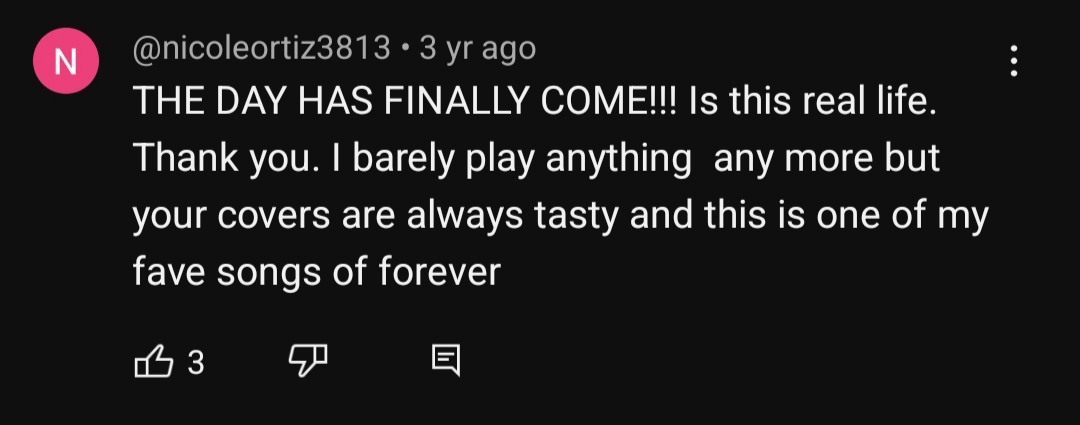 N
@nicoleortiz3813 • 3 yr ago
THE DAY HAS FINALLY COME!!! Is this real life.
Thank you. I barely play anything  any more but
your covers are always tasty and this is one of my
fave songs of forever
3